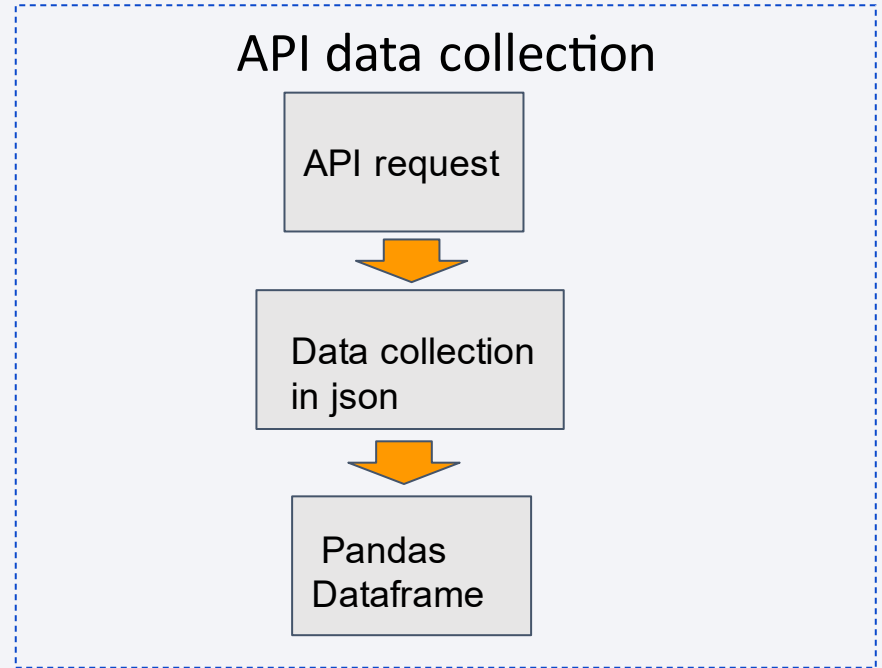 API data collection
API request
Data collection
in json
Pandas
Dataframe